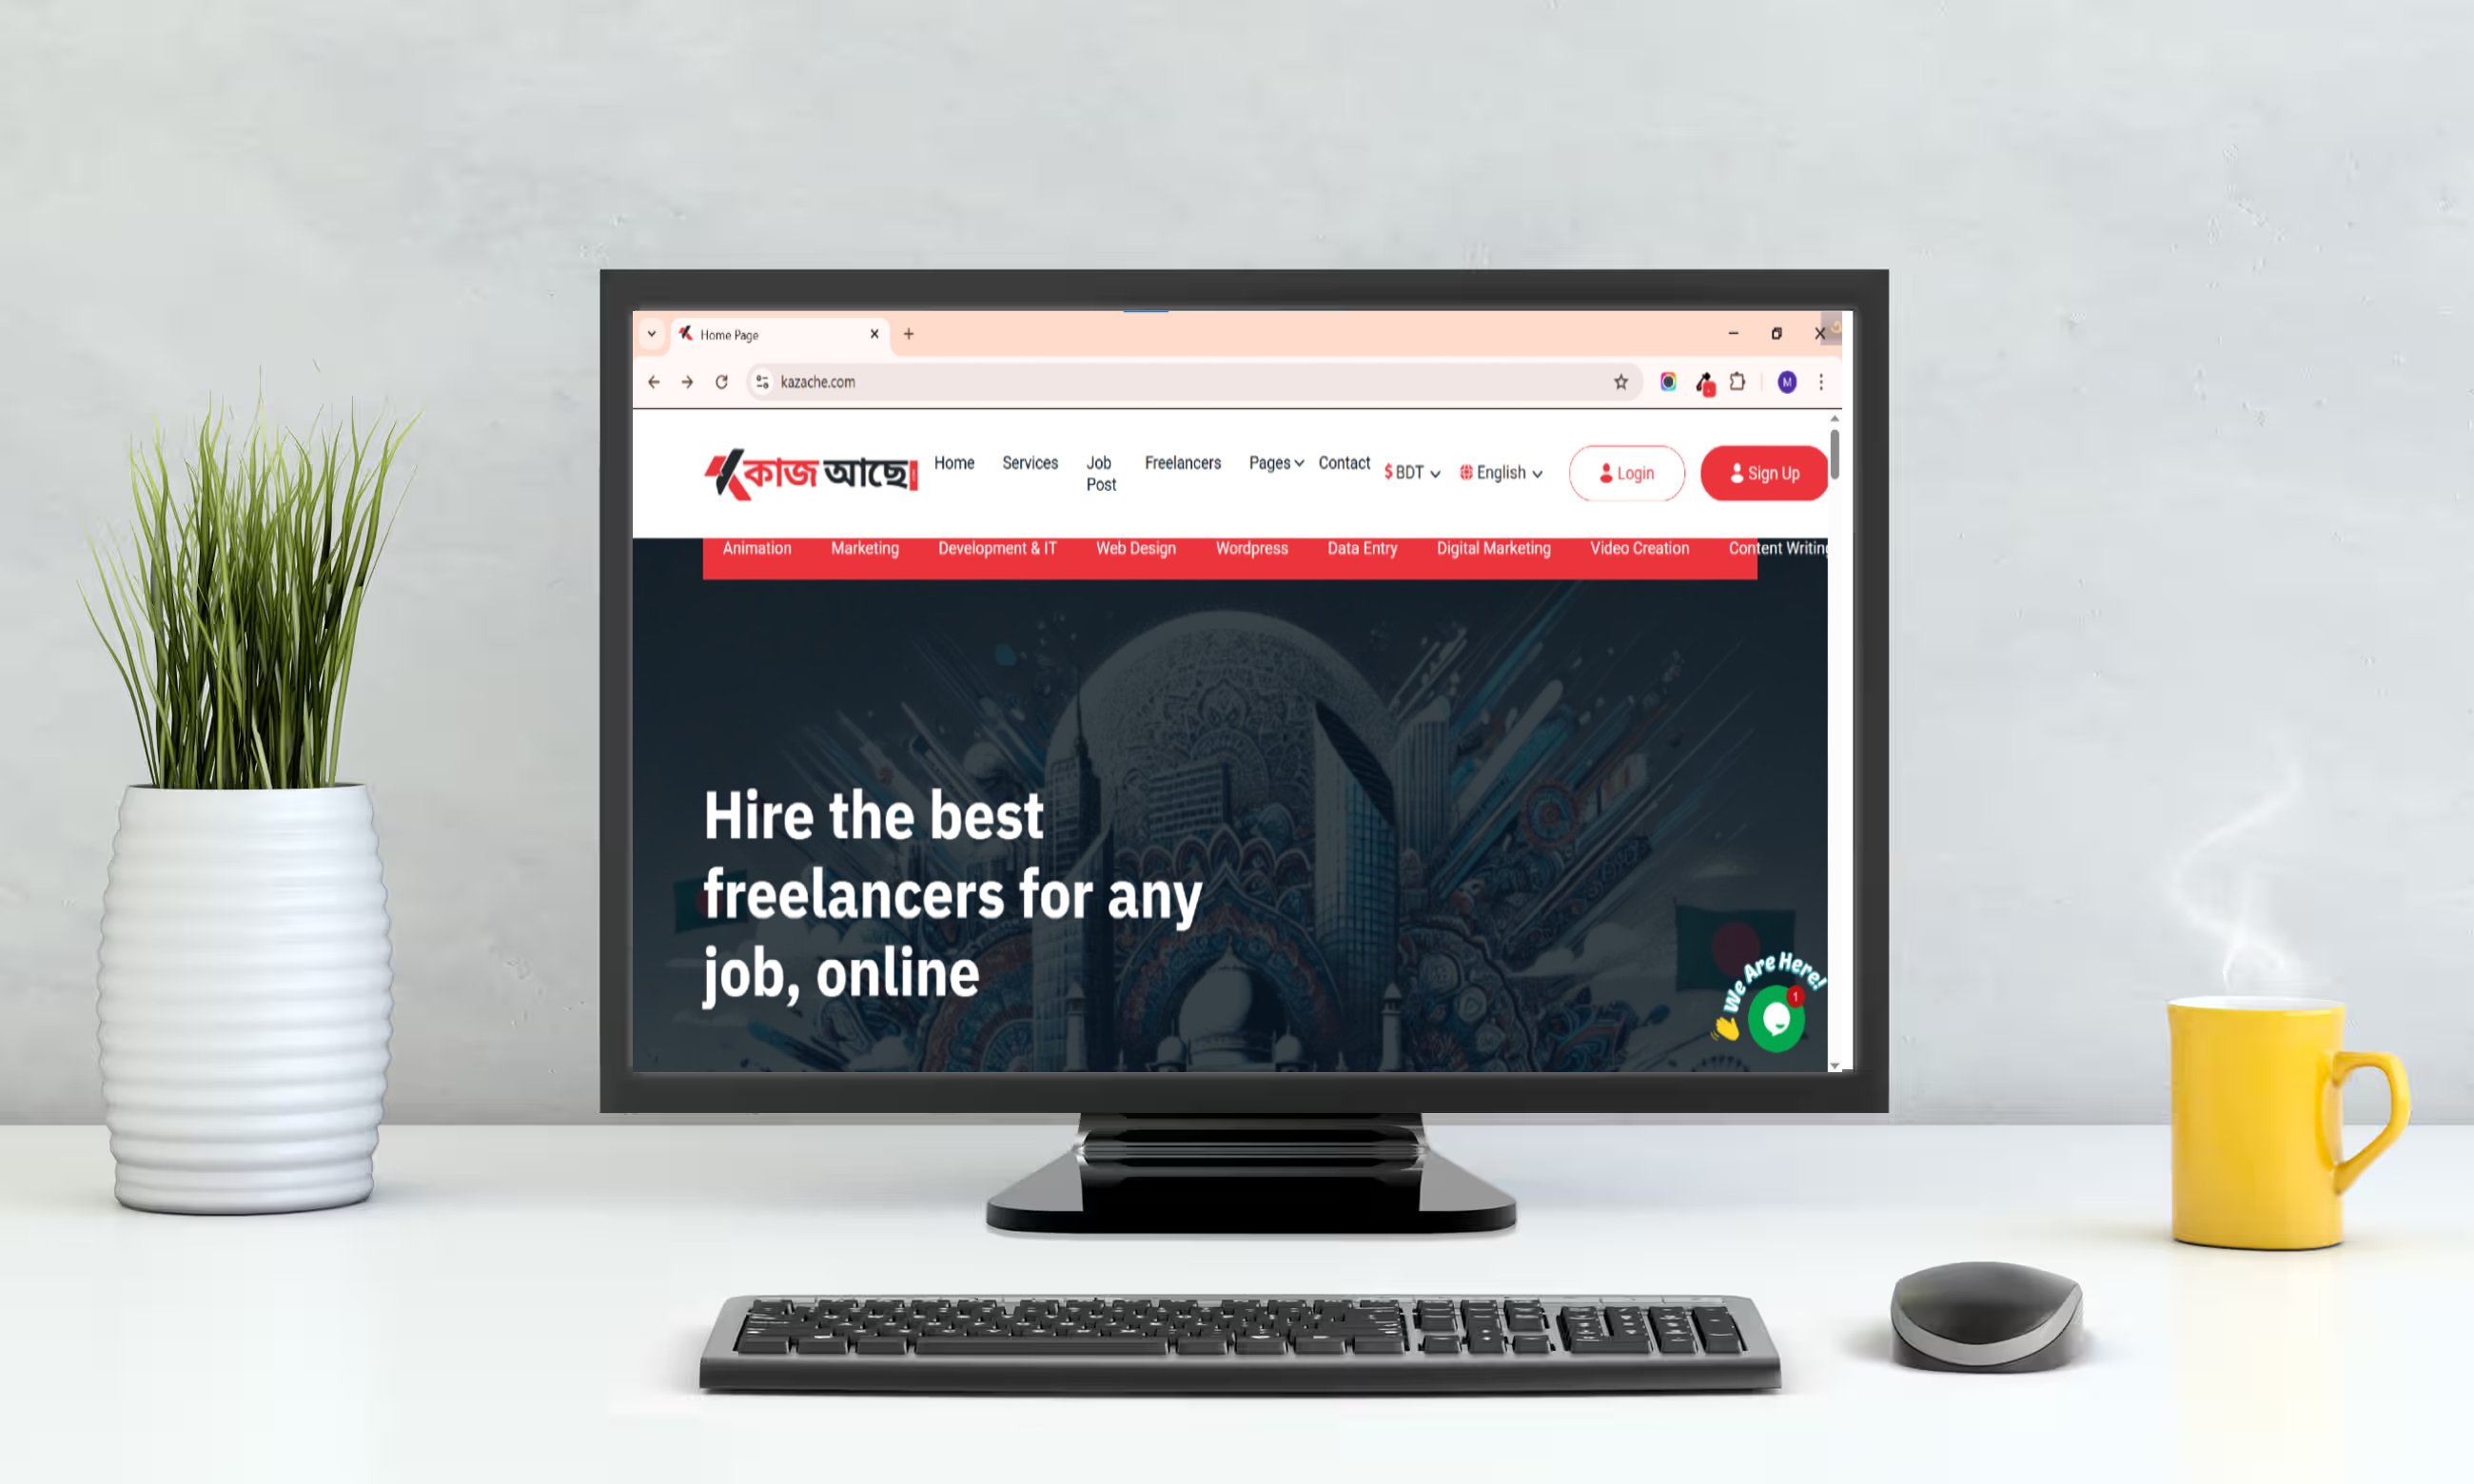 Home Page
kazache.com
M
কাজ আছে
Home Services Job Post Freelancers Pages Contact $ BDT English Login Sign Up
Animation Marketing Development & IT Web Design Wordpress Data Entry Digital Marketing Video Creation Content Writing
Hire the best
freelancers for any
job, online
We Are Here!
1